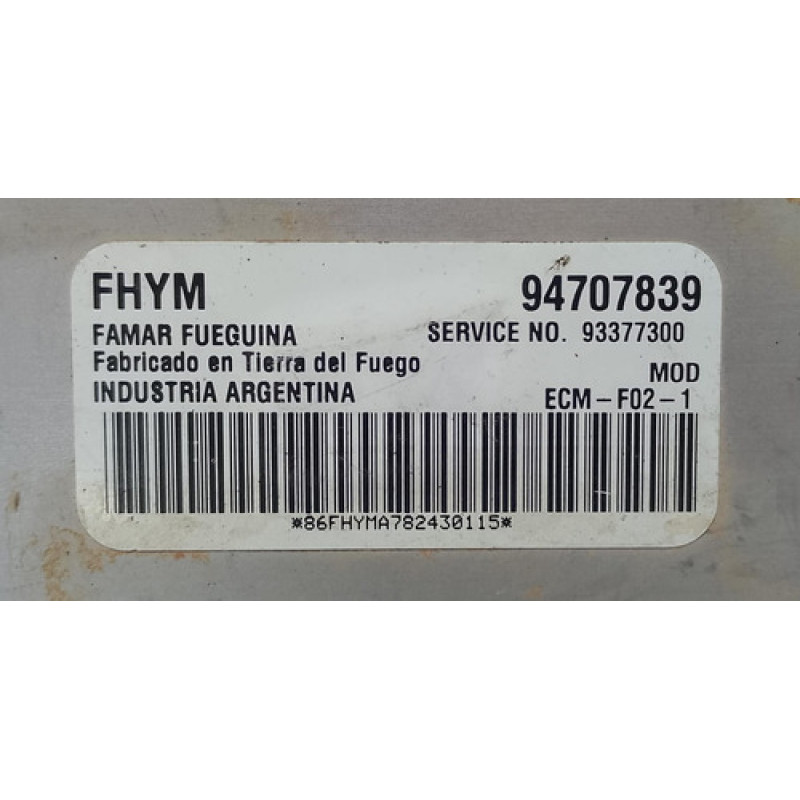 FHYM 94707839
FAMAR FUEGUINA SERVICE NO. 93377300
Fabricado en Tierra del Fuego MOD
INDUSTRIA ARGENTINA ECM-F02-1
*86FHYMA782430115*